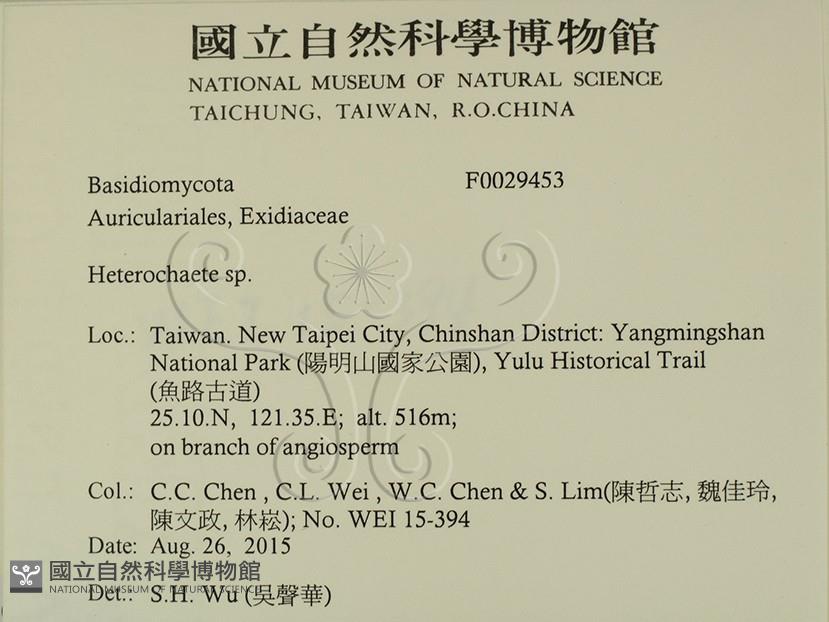 國立自然科學博物館
NATIONAL MUSEUM OF NATURAL SCIENCE
TAICHUNG, TAIWAN, R.O.CHINA
Basidiomycota F0029453
Auriculariales, Exidiaceae
Heterochaete sp.
Loc.: Taiwan. New Taipei City, Chinshan District: Yangmingshan
National Park (陽明山國家公園), Yulu Historical Trail
(魚路古道)
25.10.N, 121.35.E; alt. 516m;
on branch of angiosperm
Col.: C.C. Chen , C.L. Wei , W.C. Chen & S. Lim(陳哲志, 魏佳玲,
陳文政, 林崧); No. WEI 15-394
Date: Aug. 26, 2015
國立自然科學博物館
NATIONAL MUSEUM OF NATURAL SCIENCE
Det.: S.H. Wu (吳聲華)